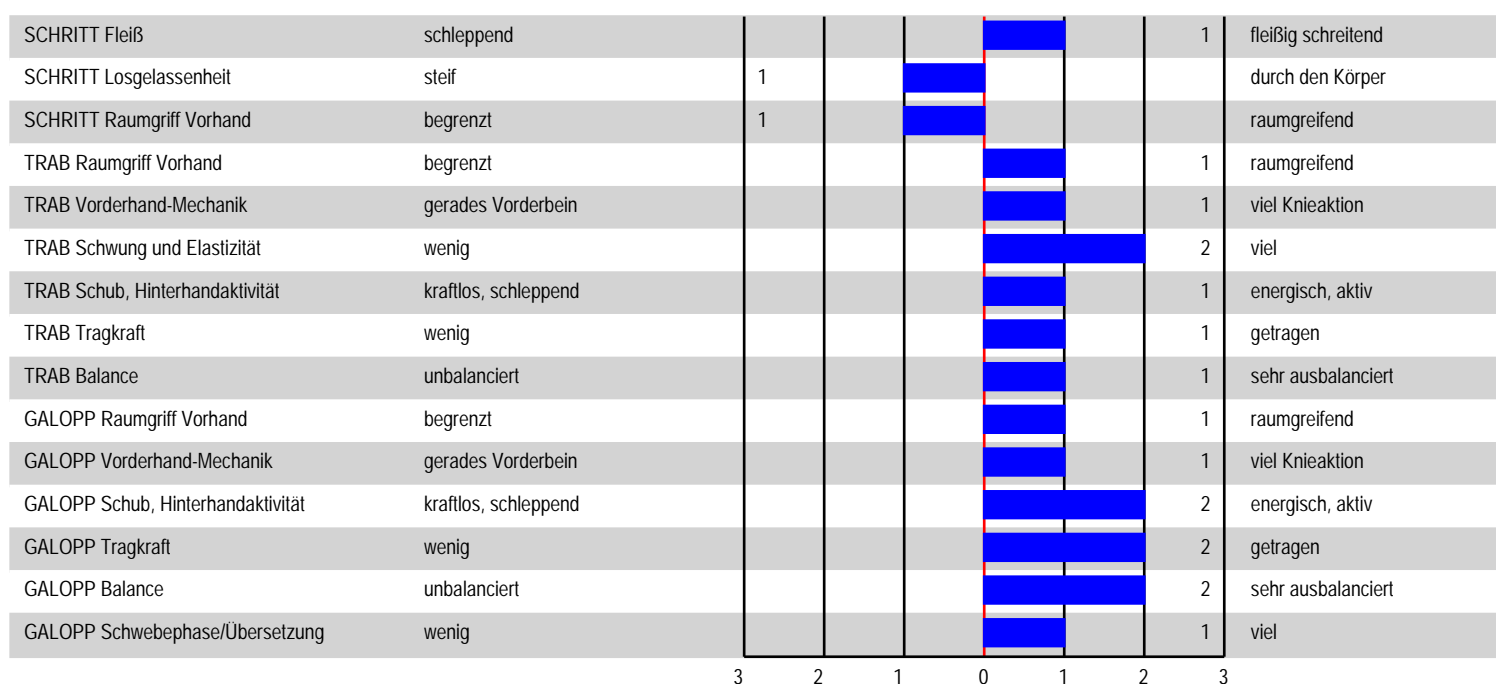 SCHRITT Fleiß schleppend 1 fleißig schreitend
SCHRITT Losgelassenheit steif 1 durch den Körper
SCHRITT Raumgriff Vorhand begrenzt 1 raumgreifend
TRAB Raumgriff Vorhand begrenzt 1 raumgreifend
TRAB Vorderhand-Mechanik gerades Vorderbein 1 viel Knieaktion
TRAB Schwung und Elastizität wenig 2 viel
TRAB Schub, Hinterhandaktivität kraftlos, schleppend 1 energisch, aktiv
TRAB Tragkraft wenig 1 getragen
TRAB Balance unbalanciert 1 sehr ausbalanciert
GALOPP Raumgriff Vorhand begrenzt 1 raumgreifend
GALOPP Vorderhand-Mechanik gerades Vorderbein 1 viel Knieaktion
GALOPP Schub, Hinterhandaktivität kraftlos, schleppend 2 energisch, aktiv
GALOPP Tragkraft wenig 2 getragen
GALOPP Balance unbalanciert 2 sehr ausbalanciert
GALOPP Schwebephase/Übersetzung wenig 1 viel
3 2 1 0 1 2 3